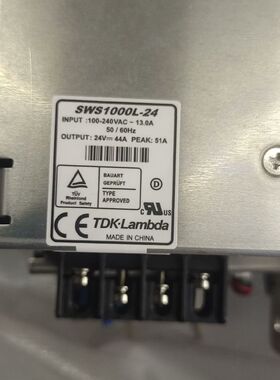 SWS1000L-24
INPUT :100-240VAC ~ 13.0A
50 / 60Hz
OUTPUT: 24V⎓ 44A PEAK: 51A
TÜV
Rheinland
Product Safety
BAUART
GEPRÜFT
TYPE
APPROVED
c UL US
CE TDK-Lambda
MADE IN CHINA